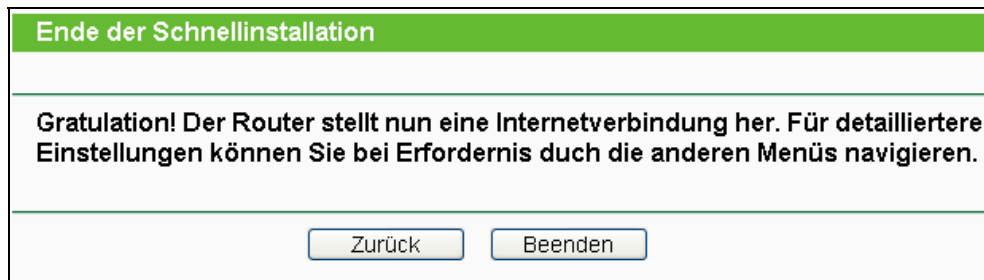 Ende der Schnellinstallation
Gratulation! Der Router stellt nun eine Internetverbindung her. Für detailliertere
Einstellungen können Sie bei Erfordernis duch die anderen Menüs navigieren.
Zurück Beenden